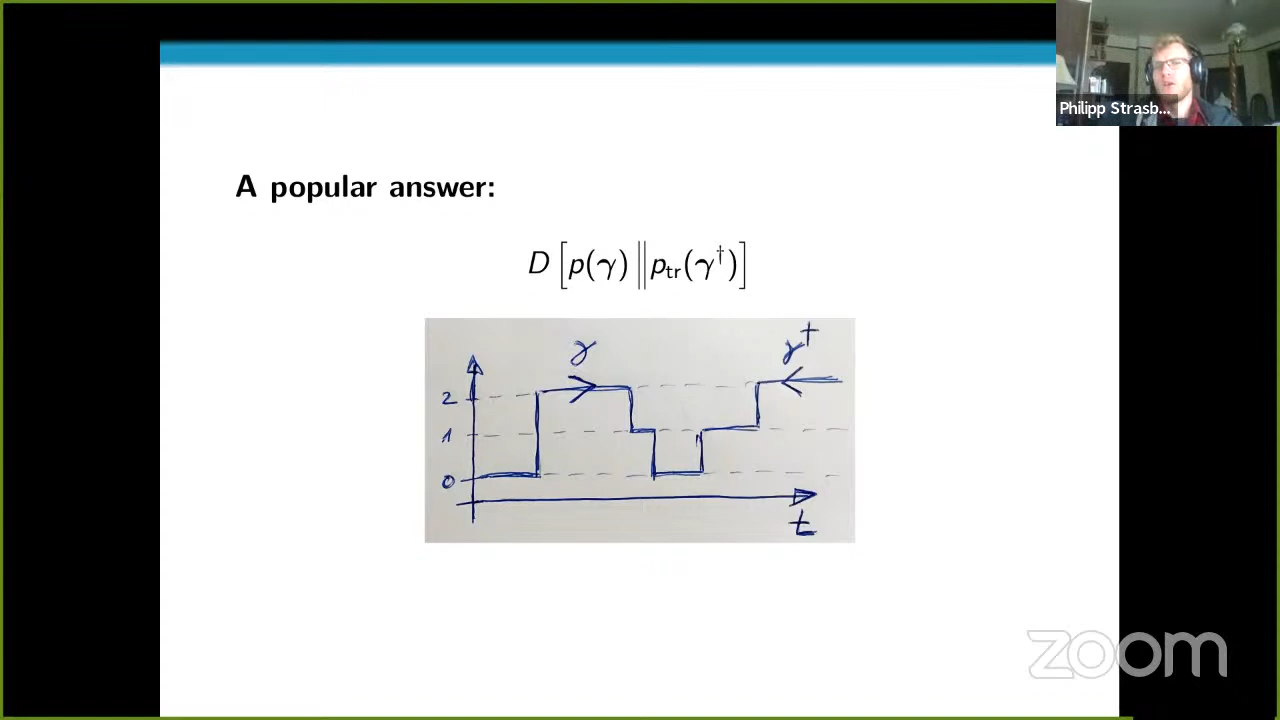 Philipp Strasb...
A popular answer:
D[p(γ)||p_tr(γ†)]
γ γ†
2
1
0
t
zoom